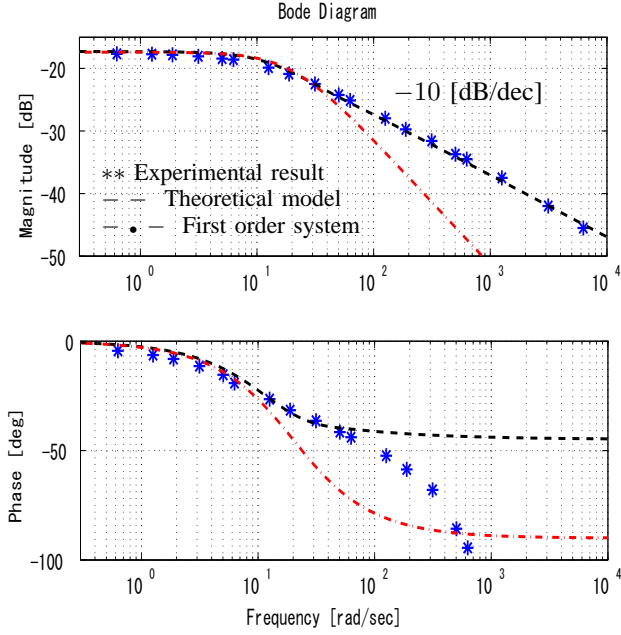 Bode Diagram
Magnitude [dB]
−20
−30
−40
−50
−10 [dB/dec]
** Experimental result
— — Theoretical model
— • — First order system
10^0 10^1 10^2 10^3 10^4
Phase [deg]
0
−50
−100
10^0 10^1 10^2 10^3 10^4
Frequency [rad/sec]